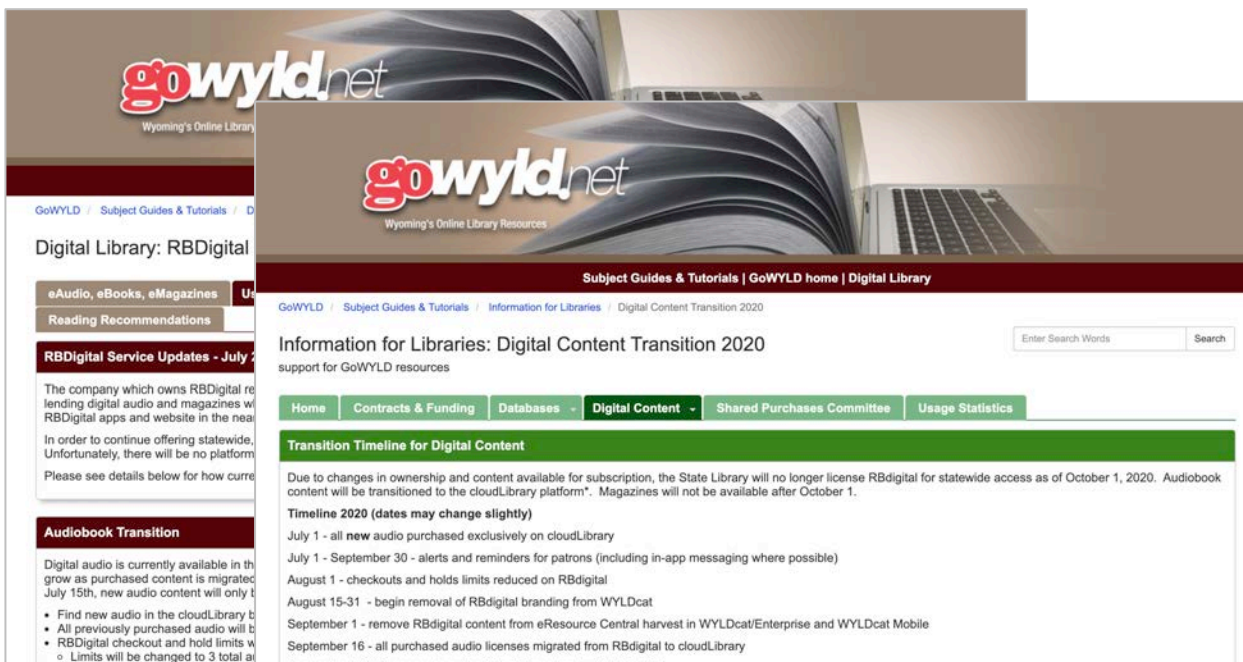 gowyld.net
Wyoming's Online Library
GoWYLD / Subject Guides & Tutorials /
Digital Library: RBDigital
eAudio, eBooks, eMagazines
Reading Recommendations
RBDigital Service Updates - July
The company which owns RBDigital
lending digital audio and magazines
RBDigital apps and website in the
In order to continue offering statewide,
Unfortunately, there will be no platform
Please see details below for how
Audiobook Transition
Digital audio is currently available in
grow as purchased content is migrated
July 15th, new audio content will only
• Find new audio in the cloudLibrary
• All previously purchased audio will
• RBDigital checkout and hold limits
○ Limits will be changed to 3 total
gowyld.net
Wyoming's Online Library Resources
Subject Guides & Tutorials | GoWYLD home | Digital Library
GoWYLD / Subject Guides & Tutorials / Information for Libraries / Digital Content Transition 2020
Information for Libraries: Digital Content Transition 2020
Enter Search Words Search
support for GoWYLD resources
Home Contracts & Funding Databases Digital Content Shared Purchases Committee Usage Statistics
Transition Timeline for Digital Content
Due to changes in ownership and content available for subscription, the State Library will no longer license RBdigital for statewide access as of October 1, 2020. Audiobook
content will be transitioned to the cloudLibrary platform*. Magazines will not be available after October 1.
Timeline 2020 (dates may change slightly)
July 1 - all new audio purchased exclusively on cloudLibrary
July 1 - September 30 - alerts and reminders for patrons (including in-app messaging where possible)
August 1 - checkouts and holds limits reduced on RBdigital
August 15-31 - begin removal of RBdigital branding from WYLDcat
September 1 - remove RBdigital content from eResource Central harvest in WYLDcat/Enterprise and WYLDcat Mobile
September 16 - all purchased audio licenses migrated from RBdigital to cloudLibrary